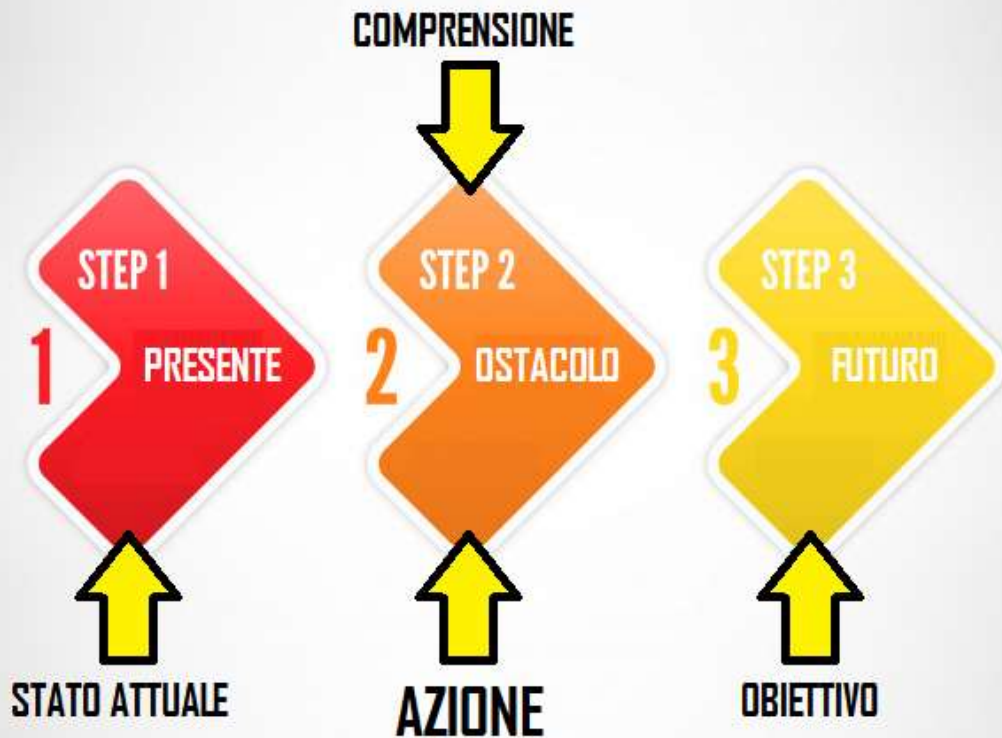 COMPRENSIONE
STEP 1
STEP 2
STEP 3
1
PRESENTE
2
OSTACOLO
3
FUTURO
STATO ATTUALE
AZIONE
OBIETTIVO